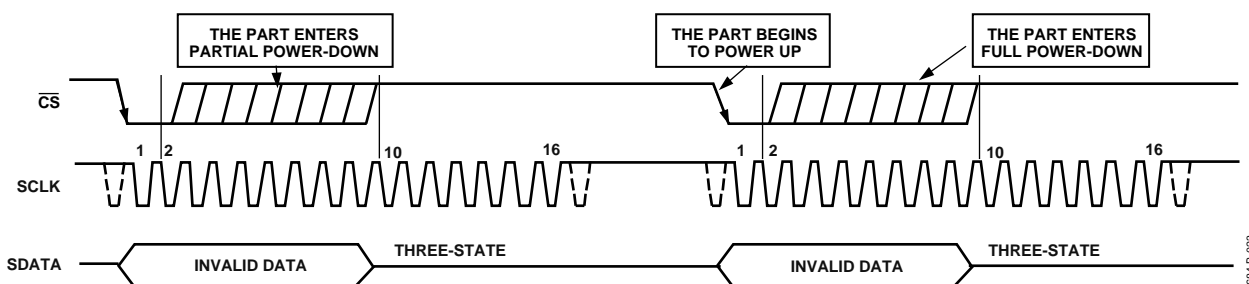 THE PART ENTERS
PARTIAL POWER-DOWN
THE PART BEGINS
TO POWER UP
THE PART ENTERS
FULL POWER-DOWN
CS
1 2 10 16 1 2 10 16
SCLK
THREE-STATE THREE-STATE
SDATA INVALID DATA INVALID DATA